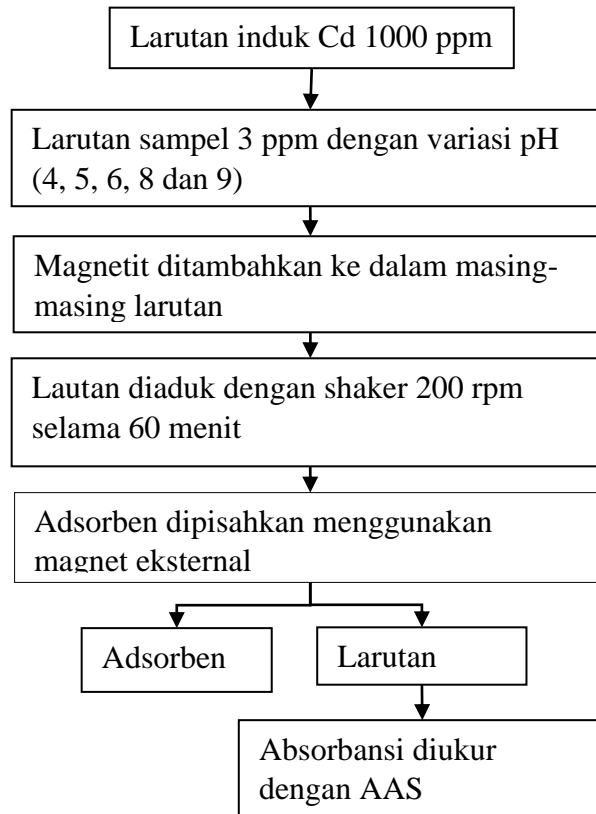 Larutan induk Cd 1000 ppm
Larutan sampel 3 ppm dengan variasi pH
(4, 5, 6, 8 dan 9)
Magnetit ditambahkan ke dalam masing-
masing larutan
Lautan diaduk dengan shaker 200 rpm
selama 60 menit
Adsorben dipisahkan menggunakan
magnet eksternal
Adsorben
Larutan
Absorbansi diukur
dengan AAS